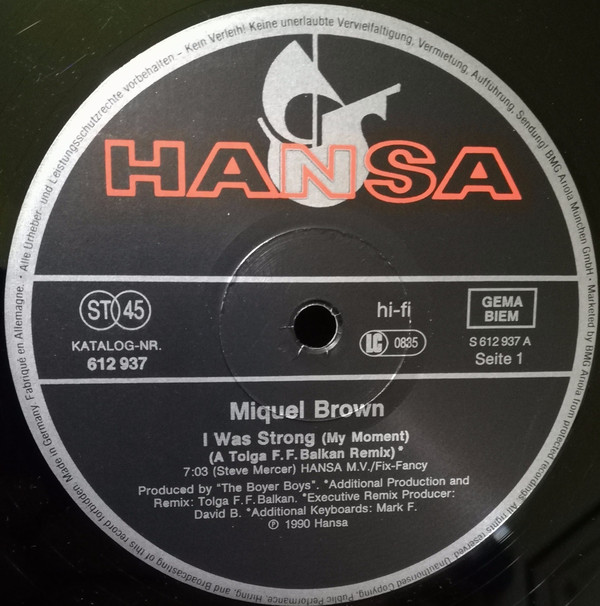 Alle Urheber- und Leistungsschutzrechte vorbehalten – Kein Verleih! Keine unerlaubte Vervielfältigung, Vermietung, Aufführung, Sendung! BMG Ariola München GmbH · Marketed by BMG Ariola from protected recordings. All rights reserved. Unauthorised Copying, Public Performance, Hiring, and Broadcasting of this record forbidden. Made in Germany. Fabriqué en Allemagne. ·
HANSA
ST 45
hi-fi
GEMA
BIEM
KATALOG-NR.
612 937
LC 0835
S 612 937 A
Seite 1
Miquel Brown
I Was Strong (My Moment)
(A Tolga F.F. Balkan Remix)*
7:03 (Steve Mercer) HANSA M.V./Fix-Fancy
Produced by "The Boyer Boys". *Additional Production and
Remix: Tolga F.F. Balkan. *Executive Remix Producer:
David B. *Additional Keyboards: Mark F.
Ⓟ 1990 Hansa